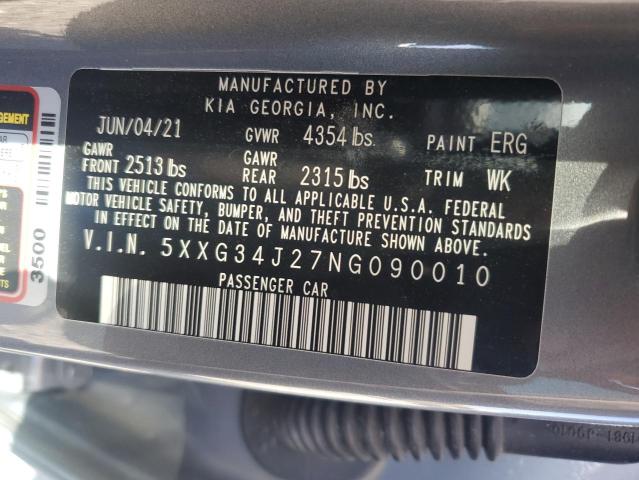 MANUFACTURED BY
KIA GEORGIA, INC.
JUN/04/21 GVWR 4354 lbs PAINT ERG
GAWR FRONT 2513 lbs GAWR REAR 2315 lbs TRIM WK
THIS VEHICLE CONFORMS TO ALL APPLICABLE U.S.A. FEDERAL
MOTOR VEHICLE SAFETY, BUMPER, AND THEFT PREVENTION STANDARDS
IN EFFECT ON THE DATE OF MANUFACTURE SHOWN ABOVE.
V.I.N. 5XXG34J27NG090010
PASSENGER CAR
3500